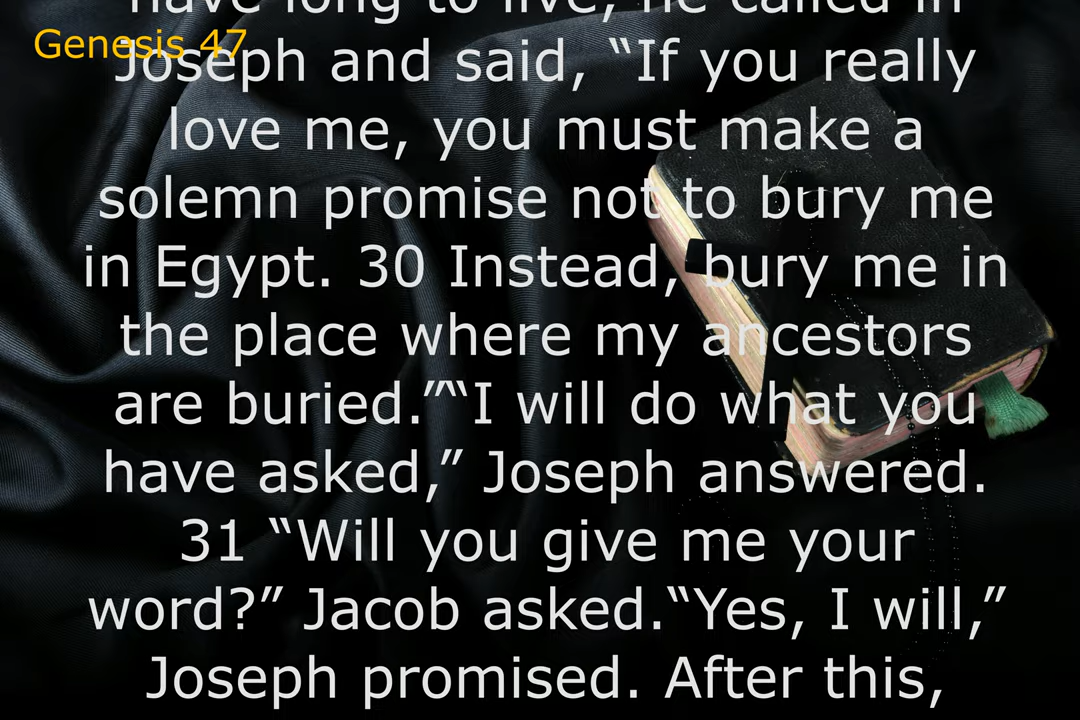 have long to live, he called in
Genesis 47
Joseph and said, “If you really
love me, you must make a
solemn promise not to bury me
in Egypt. 30 Instead, bury me in
the place where my ancestors
are buried.”“I will do what you
have asked,” Joseph answered.
31 “Will you give me your
word?” Jacob asked.“Yes, I will,”
Joseph promised. After this,